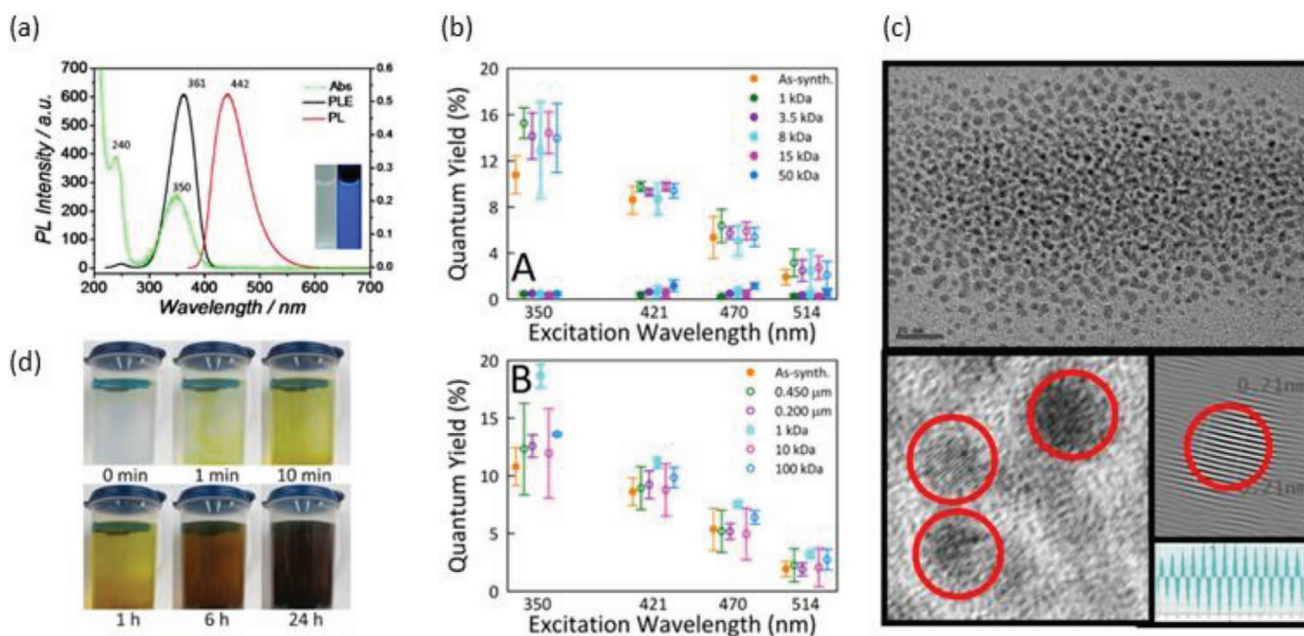 (a)
700
600
500
400
300
200
100
0
PL Intensity / a.u.
240
350
361
442
Abs
PLE
PL
0.6
0.5
0.4
0.3
0.2
0.1
0.0
200 300 400 500 600 700
Wavelength / nm
(b)
20
16
12
8
4
0
Quantum Yield (%)
A
As-synth.
1 kDa
3.5 kDa
8 kDa
15 kDa
50 kDa
350 421 470 514
Excitation Wavelength (nm)
20
15
10
5
0
Quantum Yield (%)
B
As-synth.
0.450 μm
0.200 μm
1 kDa
10 kDa
100 kDa
350 421 470 514
Excitation Wavelength (nm)
(c)
0.21nm
0.21nm
(d)
0 min 1 min 10 min
1 h 6 h 24 h